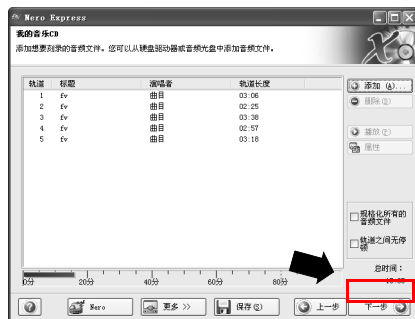 Nero Express
我的音乐CD
添加想要刻录的音频文件。您可以从硬盘驱动器或音频光盘中添加音频文件。
轨道 标题 演唱者 轨道长度
1 fv 曲目 03:06
2 fv 曲目 02:25
3 fv 曲目 03:38
4 fv 曲目 02:57
5 fv 曲目 03:18
添加(A)...
删除(D)
播放(P)
属性
规格化所有的
音频文件
轨道之间无停
顿
总时间：
0分 20分 40分 60分 80分
Nero 更多 >> 保存(S) 上一步 下一步